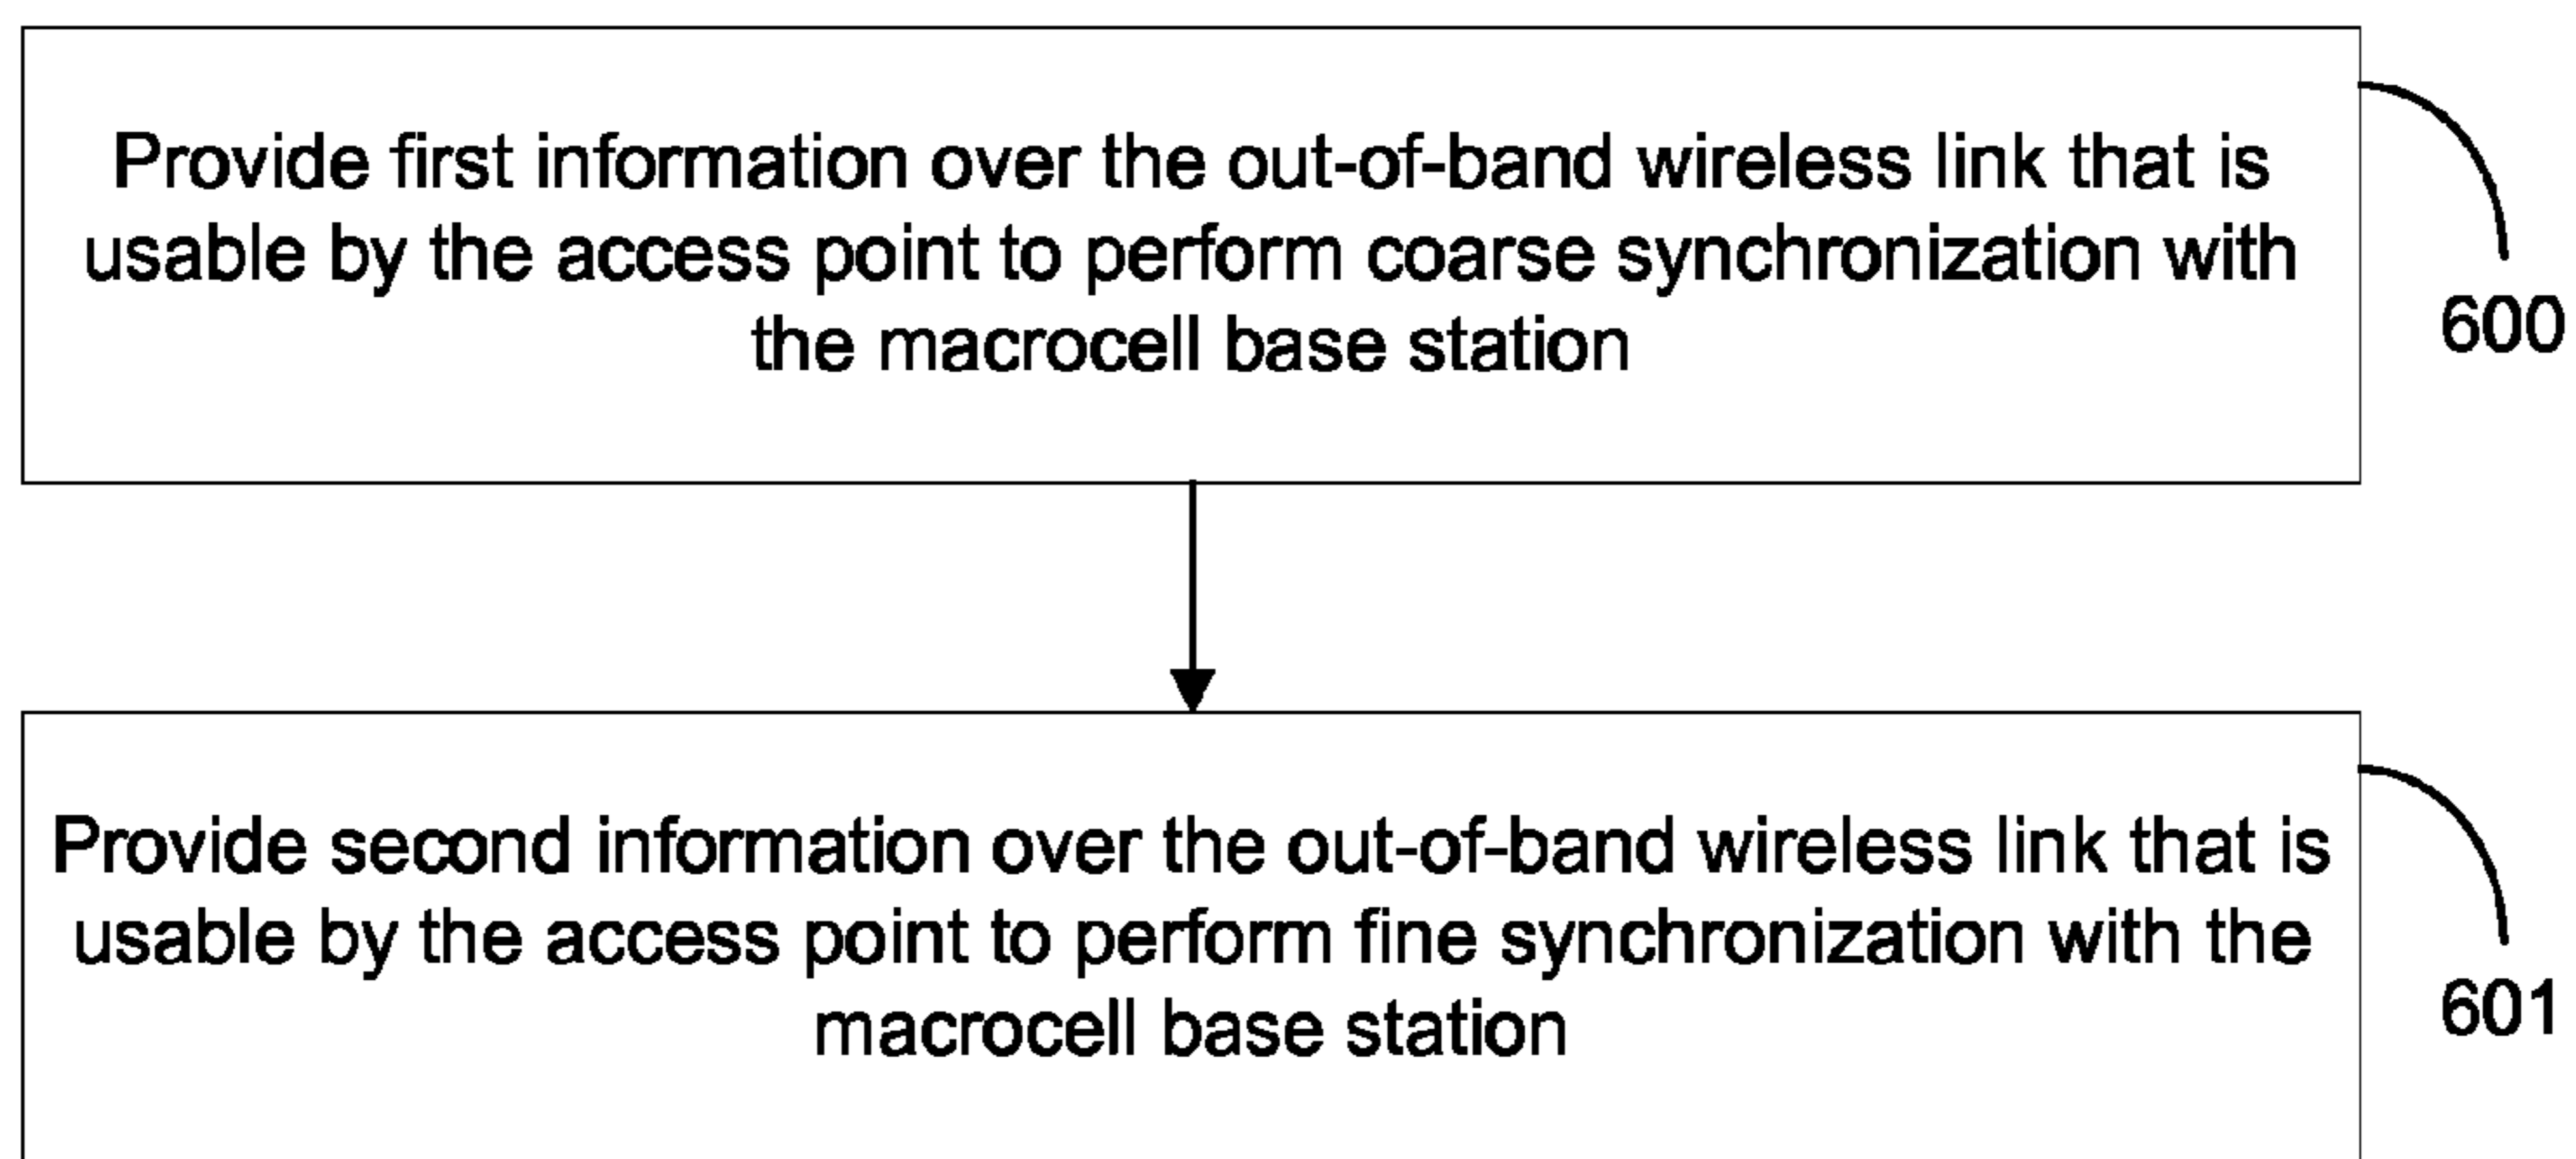 Provide first information over the out-of-band wireless link that is
usable by the access point to perform coarse synchronization with
the macrocell base station
600
Provide second information over the out-of-band wireless link that is
usable by the access point to perform fine synchronization with the
macrocell base station
601